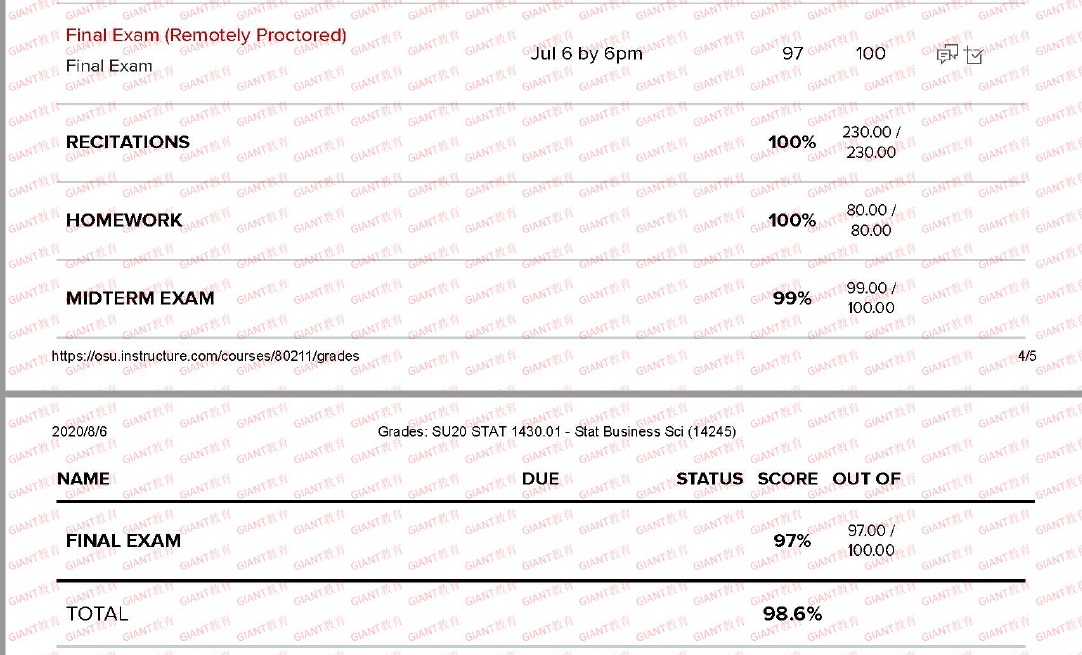 Final Exam (Remotely Proctored)
Final Exam
Jul 6 by 6pm 97 100
RECITATIONS 100% 230.00 / 230.00
HOMEWORK 100% 80.00 / 80.00
MIDTERM EXAM 99% 99.00 / 100.00
https://osu.instructure.com/courses/80211/grades 4/5
2020/8/6 Grades: SU20 STAT 1430.01 - Stat Business Sci (14245)
NAME DUE STATUS SCORE OUT OF
FINAL EXAM 97% 97.00 / 100.00
TOTAL 98.6%
GIANT教育